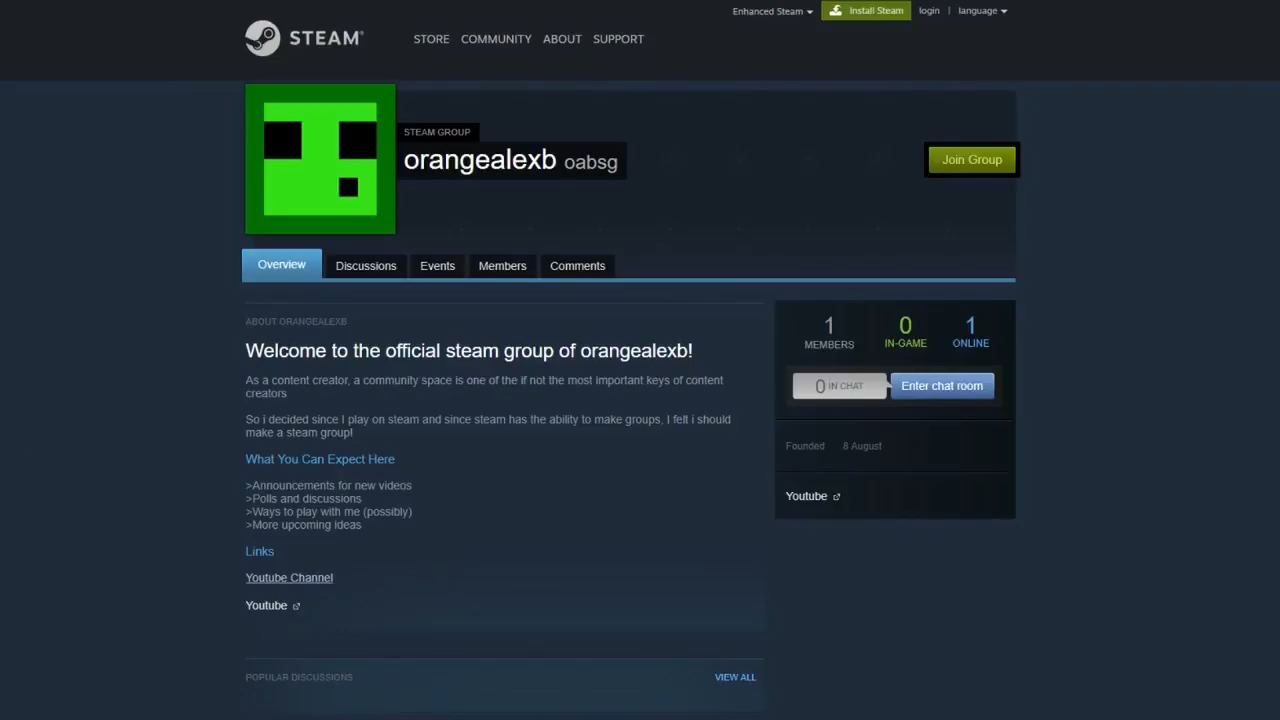 Enhanced Steam
Install Steam
login | language
STEAM®
STORE COMMUNITY ABOUT SUPPORT
STEAM GROUP
orangealexb oabsg
Join Group
Overview Discussions Events Members Comments
ABOUT ORANGEALEXB
Welcome to the official steam group of orangealexb!
As a content creator, a community space is one of the if not the most important keys of content
creators
So i decided since I play on steam and since steam has the ability to make groups, I felt i should
make a steam group!
What You Can Expect Here
>Announcements for new videos
>Polls and discussions
>Ways to play with me (possibly)
>More upcoming ideas
Links
Youtube Channel
Youtube
POPULAR DISCUSSIONS
VIEW ALL
1 0 1
MEMBERS IN-GAME ONLINE
0 IN CHAT
Enter chat room
Founded 8 August
Youtube